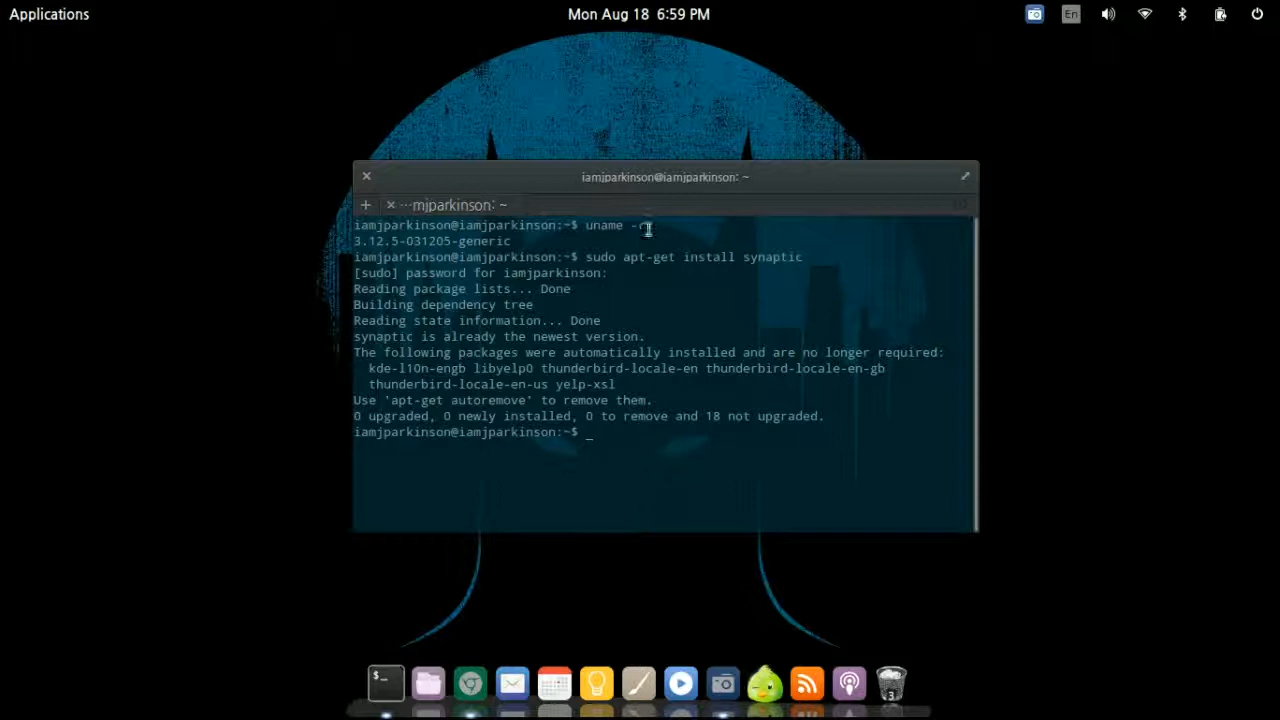 Applications
Mon Aug 18 6:59 PM
En
iamjparkinson@iamjparkinson: ~
+ × ···mjparkinson: ~
iamjparkinson@iamjparkinson:~$ uname -r
3.12.5-031205-generic
iamjparkinson@iamjparkinson:~$ sudo apt-get install synaptic
[sudo] password for iamjparkinson:
Reading package lists... Done
Building dependency tree
Reading state information... Done
synaptic is already the newest version.
The following packages were automatically installed and are no longer required:
kde-l10n-engb libyelp0 thunderbird-locale-en thunderbird-locale-en-gb
thunderbird-locale-en-us yelp-xsl
Use 'apt-get autoremove' to remove them.
0 upgraded, 0 newly installed, 0 to remove and 18 not upgraded.
iamjparkinson@iamjparkinson:~$ _
$_
3